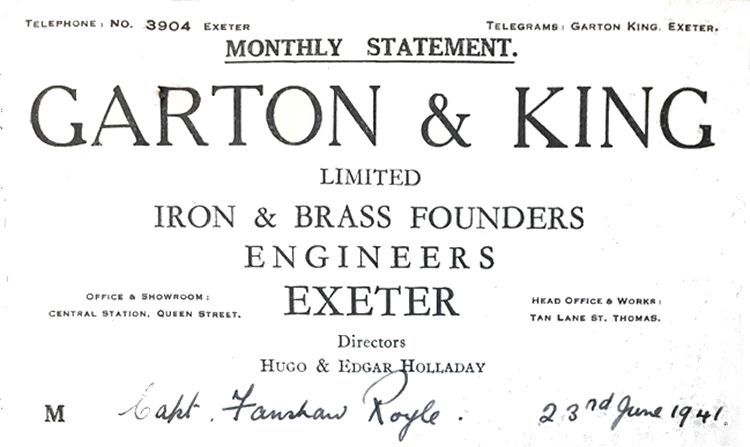 TELEPHONE: NO. 3904 EXETER TELEGRAMS: GARTON KING. EXETER.
MONTHLY STATEMENT.
GARTON & KING
LIMITED
IRON & BRASS FOUNDERS
ENGINEERS
EXETER
OFFICE & SHOWROOM:
CENTRAL STATION, QUEEN STREET.
HEAD OFFICE & WORKS:
TAN LANE ST. THOMAS.
Directors
HUGO & EDGAR HOLLADAY
M Capt. Fanshaw Royle. 23rd June 1941.